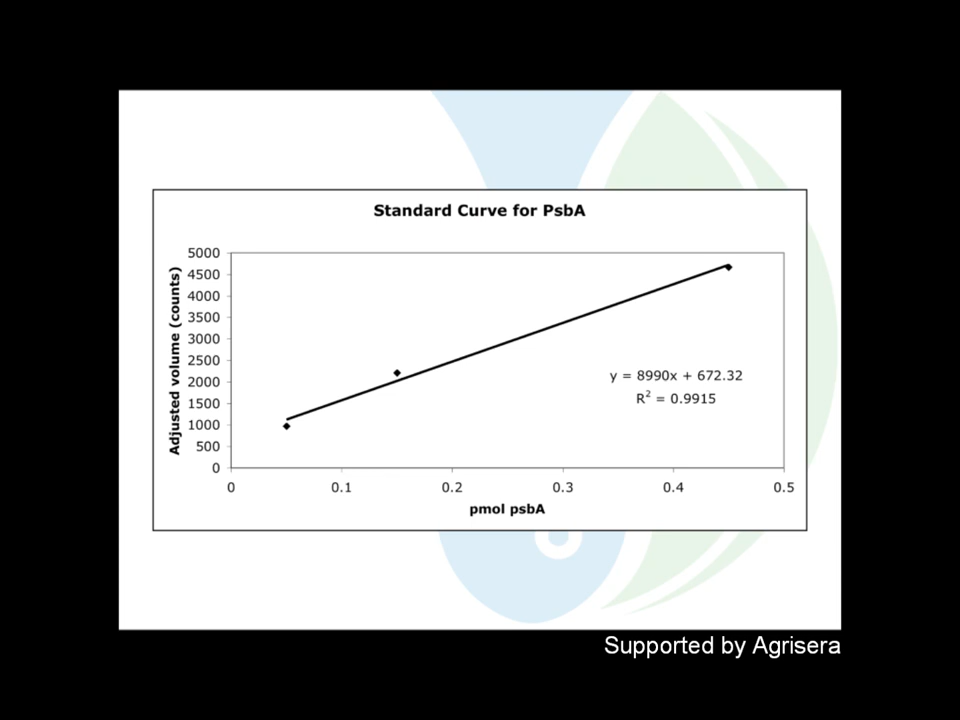 Standard Curve for PsbA
Adjusted volume (counts)
5000
4500
4000
3500
3000
2500
2000
1500
1000
500
0
y = 8990x + 672.32
R² = 0.9915
0 0.1 0.2 0.3 0.4 0.5
pmol psbA
Supported by Agrisera